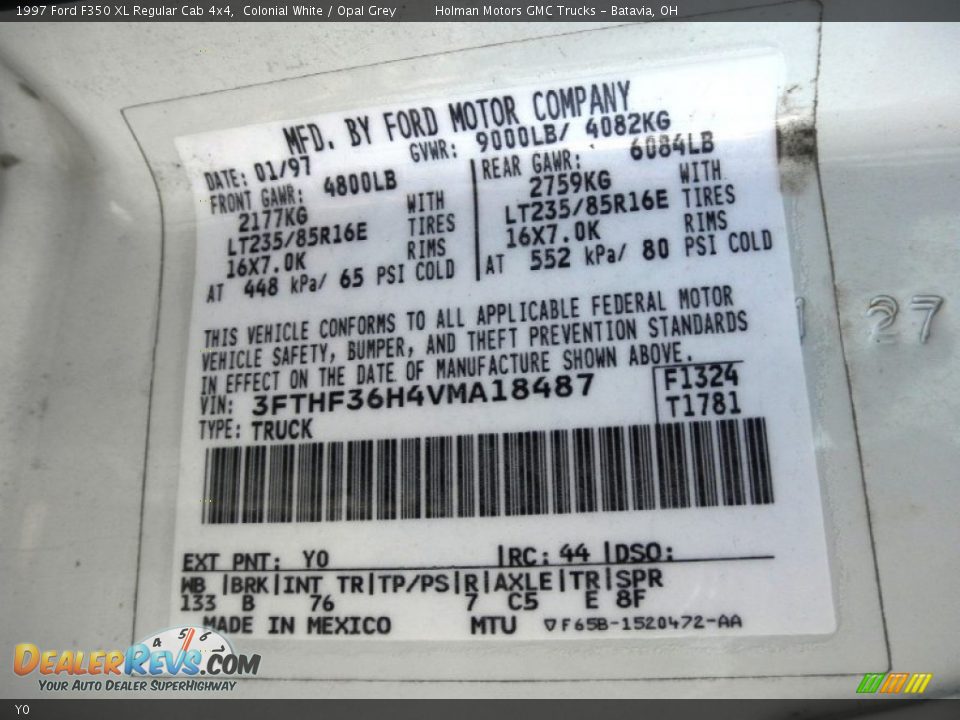 1997 Ford F350 XL Regular Cab 4x4, Colonial White / Opal Grey Holman Motors GMC Trucks - Batavia, OH
MFD. BY FORD MOTOR COMPANY
DATE: 01/97 GVWR: 9000LB/ 4082KG
FRONT GAWR: 4800LB
2177KG WITH
LT235/85R16E TIRES
16X7.0K RIMS
AT 448 kPa/ 65 PSI COLD
REAR GAWR: 6084LB
2759KG WITH
LT235/85R16E TIRES
16X7.0K RIMS
AT 552 kPa/ 80 PSI COLD
THIS VEHICLE CONFORMS TO ALL APPLICABLE FEDERAL MOTOR
VEHICLE SAFETY, BUMPER, AND THEFT PREVENTION STANDARDS
IN EFFECT ON THE DATE OF MANUFACTURE SHOWN ABOVE.
VIN: 3FTHF36H4VMA18487
F1324
T1781
TYPE: TRUCK
27
EXT PNT: Y0 RC: 44 DSO:
WB BRK INT TR TP/PS R AXLE TR SPR
133 B 76 7 C5 E 8F
MADE IN MEXICO MTU ▽F65B-1520472-AA
4 5 6
DEALERREVS.COM
YOUR AUTO DEALER SUPERHIGHWAY
Y0